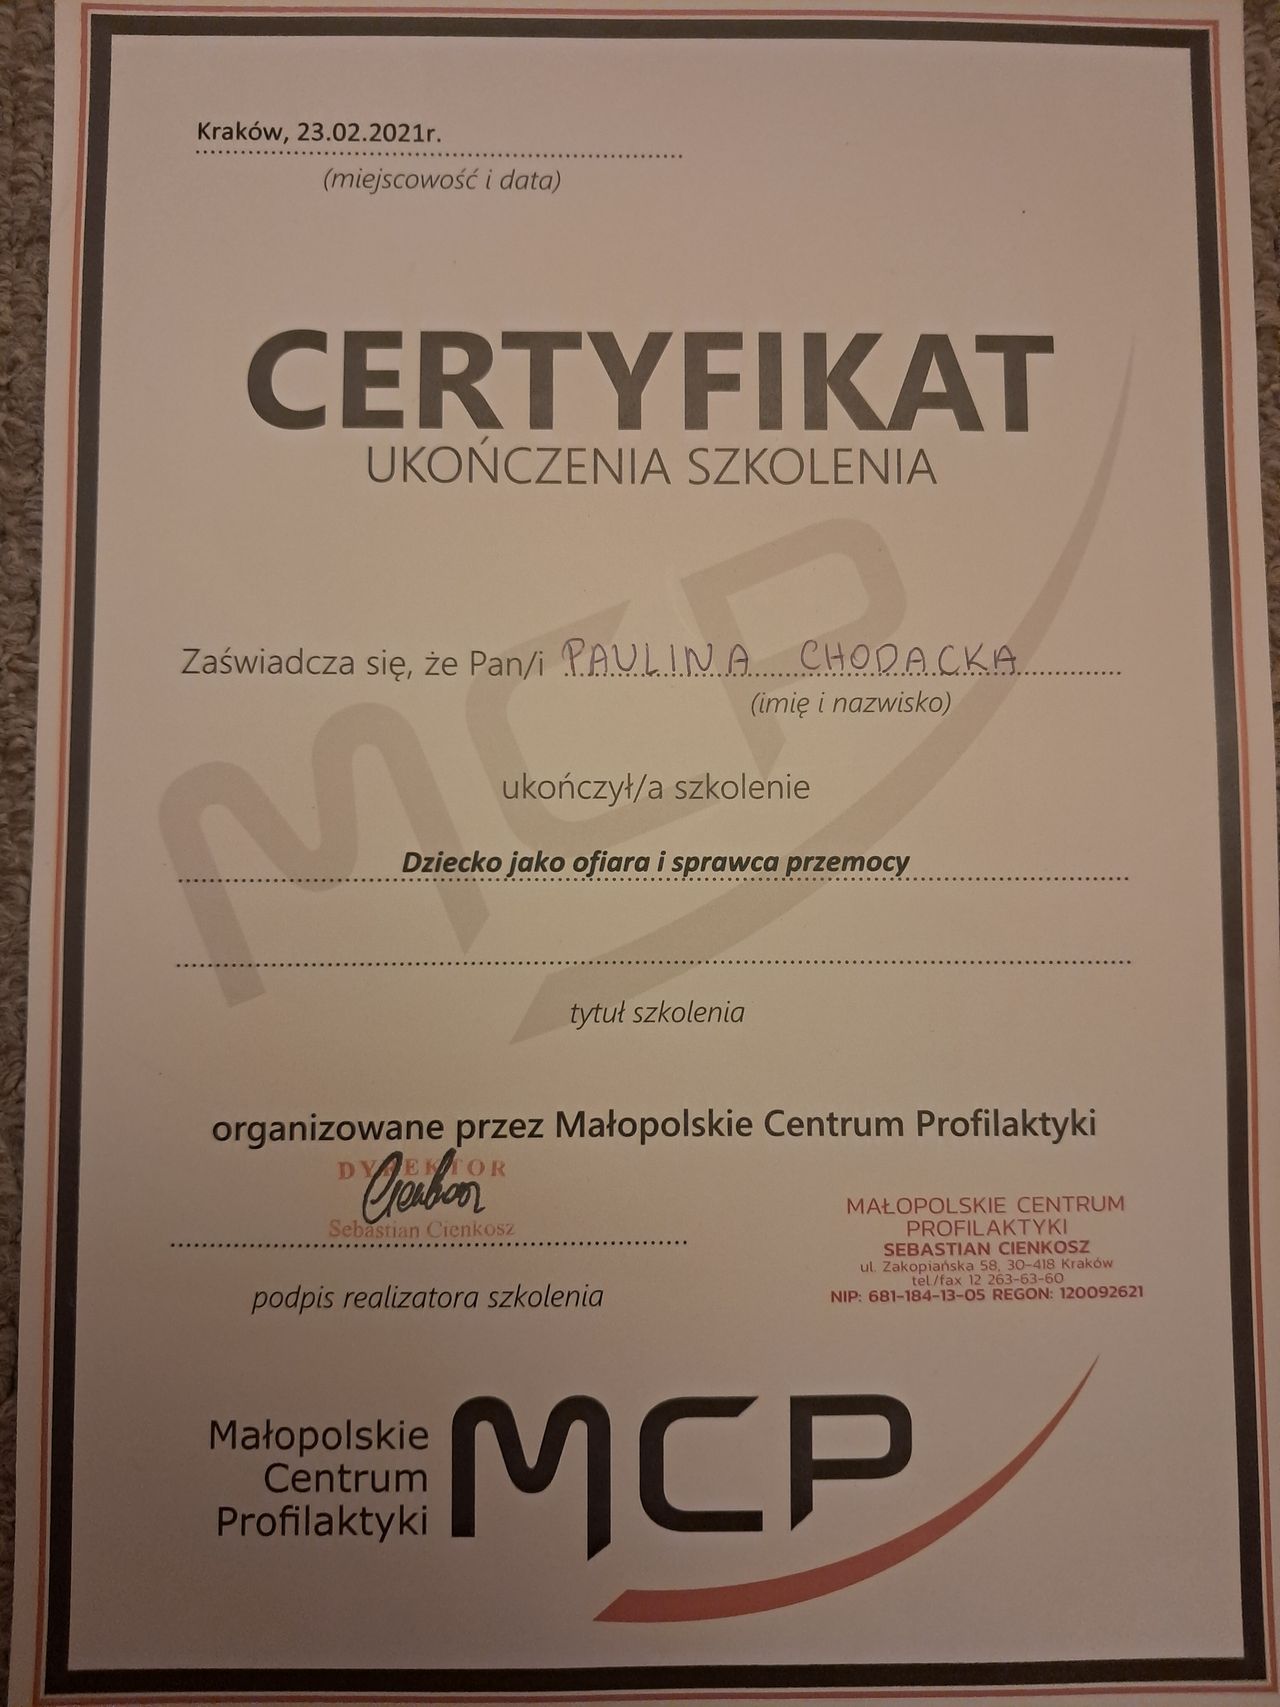 Kraków, 23.02.2021r.
(miejscowość i data)
CERTYFIKAT
UKOŃCZENIA SZKOLENIA
Zaświadcza się, że Pan/i PAULINA CHODACKA
(imię i nazwisko)
ukończył/a szkolenie
Dziecko jako ofiara i sprawca przemocy
tytuł szkolenia
organizowane przez Małopolskie Centrum Profilaktyki
DYREKTOR
Cienkosz
Sebastian Cienkosz
podpis realizatora szkolenia
MAŁOPOLSKIE CENTRUM
PROFILAKTYKI
SEBASTIAN CIENKOSZ
ul. Zakopiańska 58, 30-418 Kraków
tel./fax 12 263-63-60
NIP: 681-184-13-05 REGON: 120092621
Małopolskie
Centrum
Profilaktyki
MCP
MCP